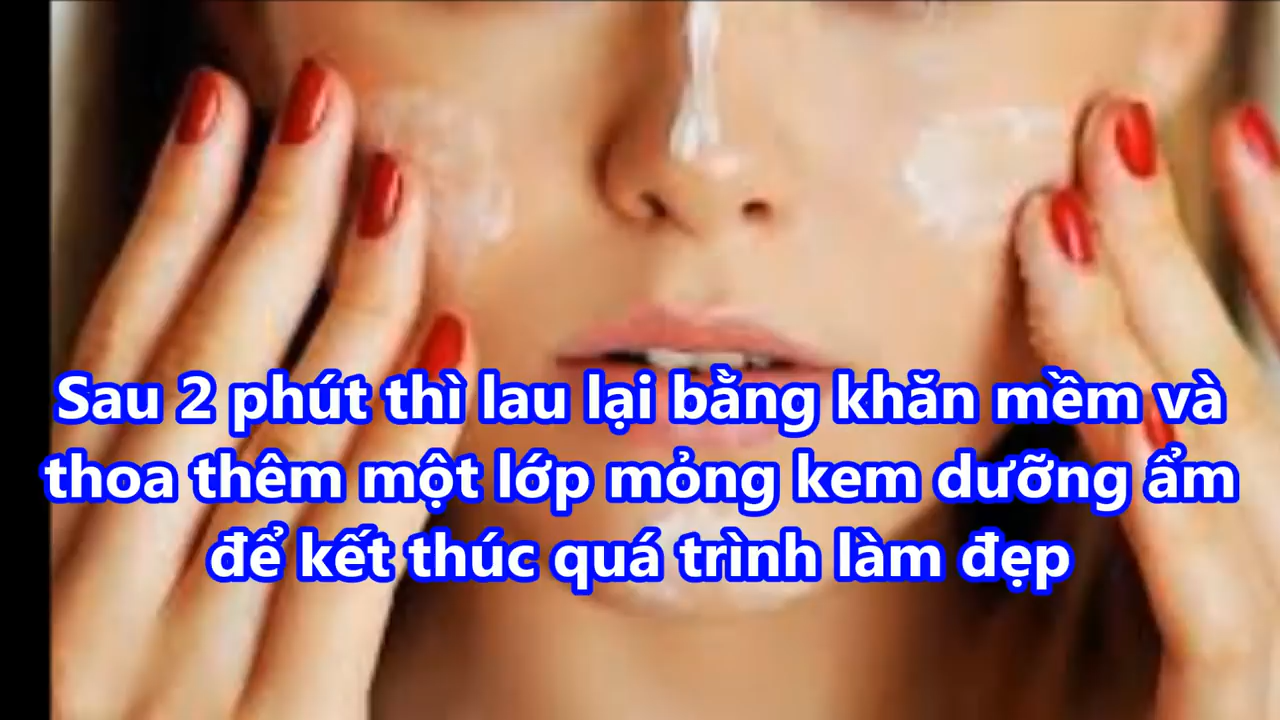 Sau 2 phút thì lau lại bằng khăn mềm và
thoa thêm một lớp mỏng kem dưỡng ẩm
để kết thúc quá trình làm đẹp